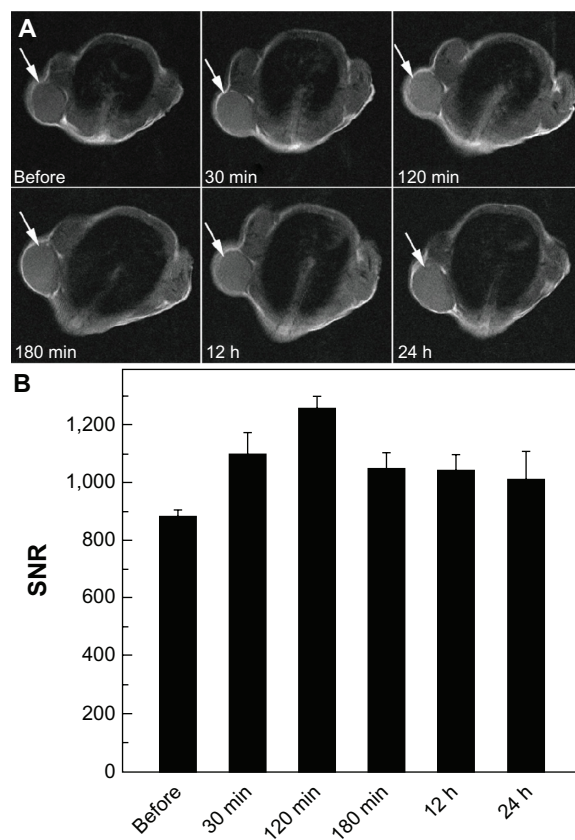 A
Before
30 min
120 min
180 min
12 h
24 h
B
1,200
1,000
800
600
400
200
0
SNR
Before
30 min
120 min
180 min
12 h
24 h